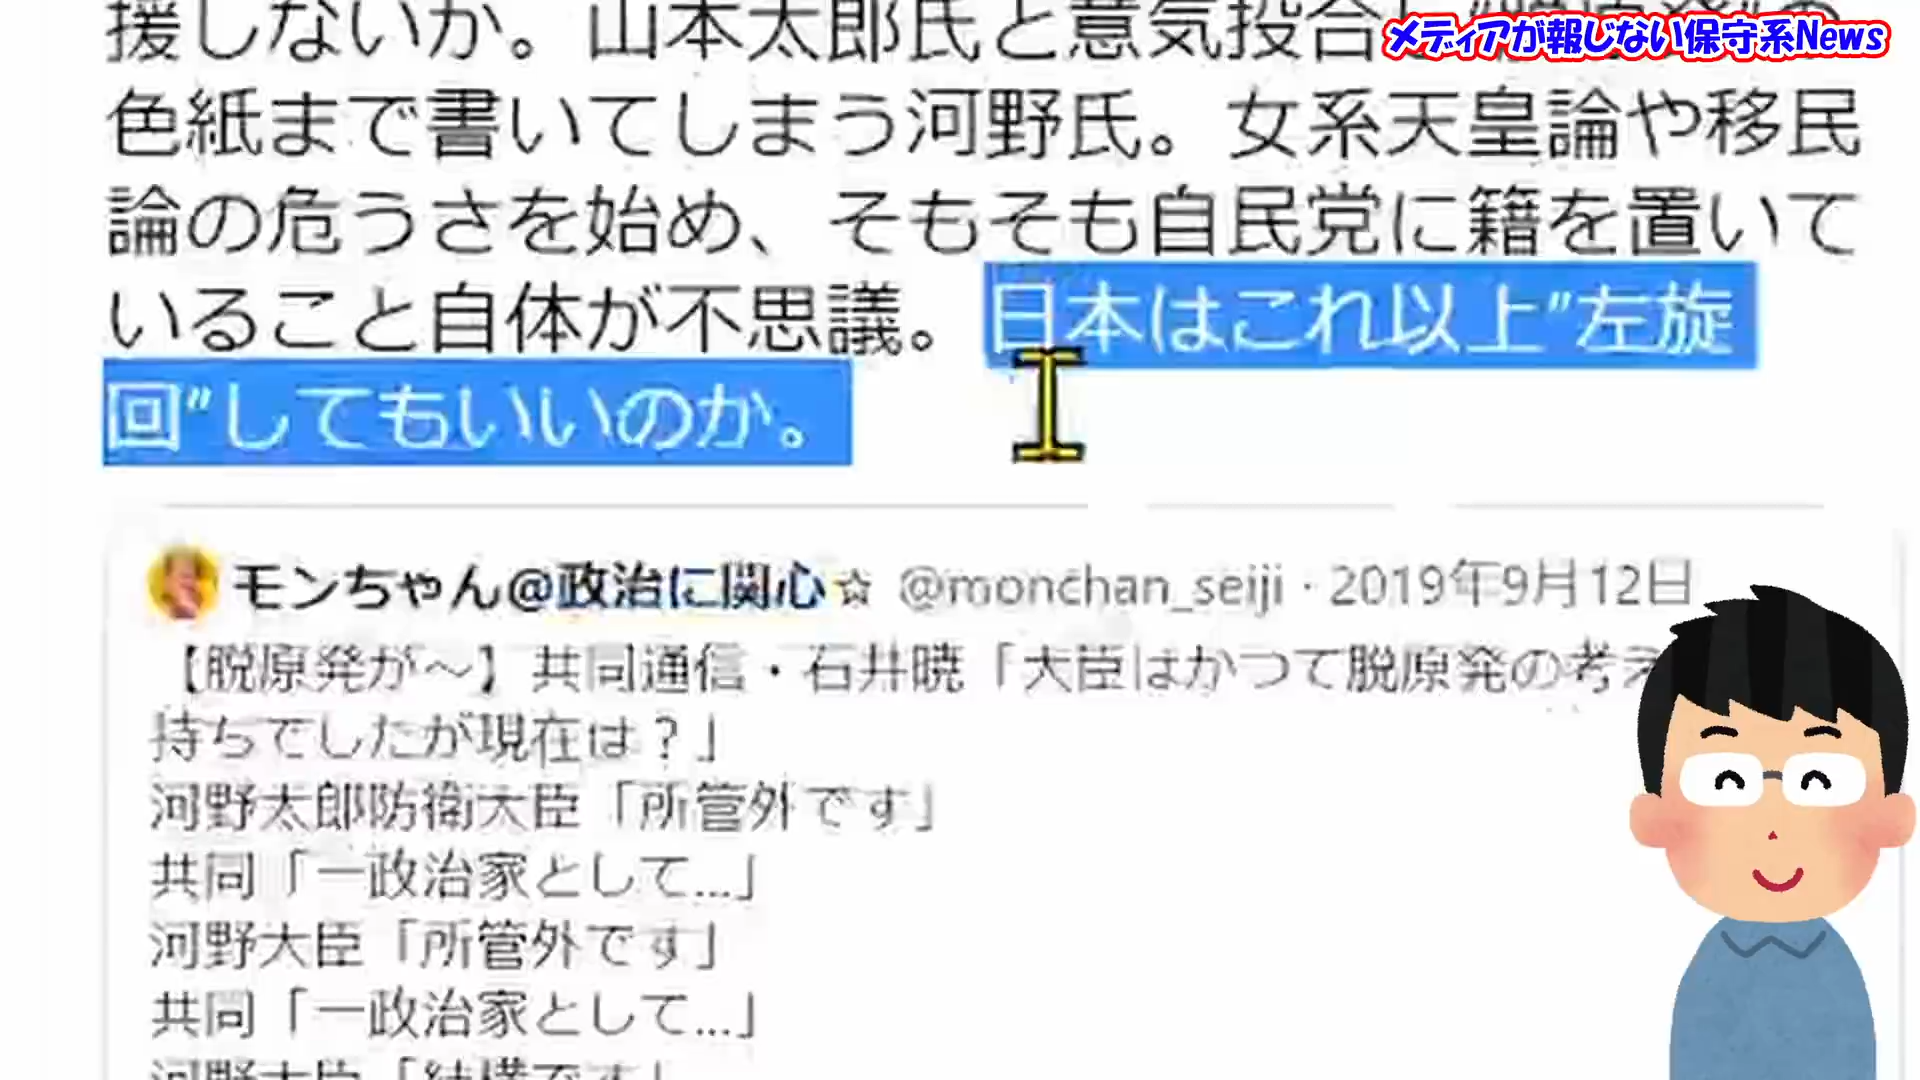 援しないか。山本太郎氏と意気投合し
メディアが報じない保守系News
色紙まで書いてしまう河野氏。女系天皇論や移民
論の危うさを始め、そもそも自民党に籍を置いて
いること自体が不思議。日本はこれ以上”左旋
回”してもいいのか。
モンちゃん@政治に関心☆ @monchan_seiji · 2019年9月12日
【脱原発が～】共同通信・石井暁「大臣はかつて脱原発の考え
持ちでしたが現在は？」
河野太郎防衛大臣「所管外です」
共同「一政治家として...」
河野大臣「所管外です」
共同「一政治家として...」
河野大臣「結構です」